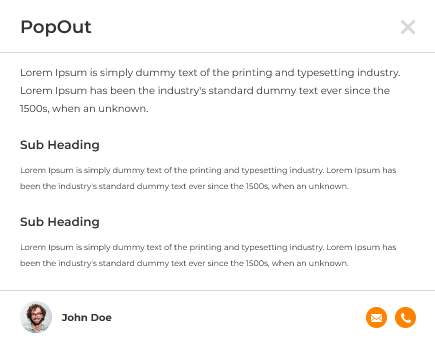 PopOut
Lorem Ipsum is simply dummy text of the printing and typesetting industry.
Lorem Ipsum has been the industry's standard dummy text ever since the
1500s, when an unknown.
Sub Heading
Lorem Ipsum is simply dummy text of the printing and typesetting industry. Lorem Ipsum has
been the industry's standard dummy text ever since the 1500s, when an unknown.
Sub Heading
Lorem Ipsum is simply dummy text of the printing and typesetting industry. Lorem Ipsum has
been the industry's standard dummy text ever since the 1500s, when an unknown.
John Doe